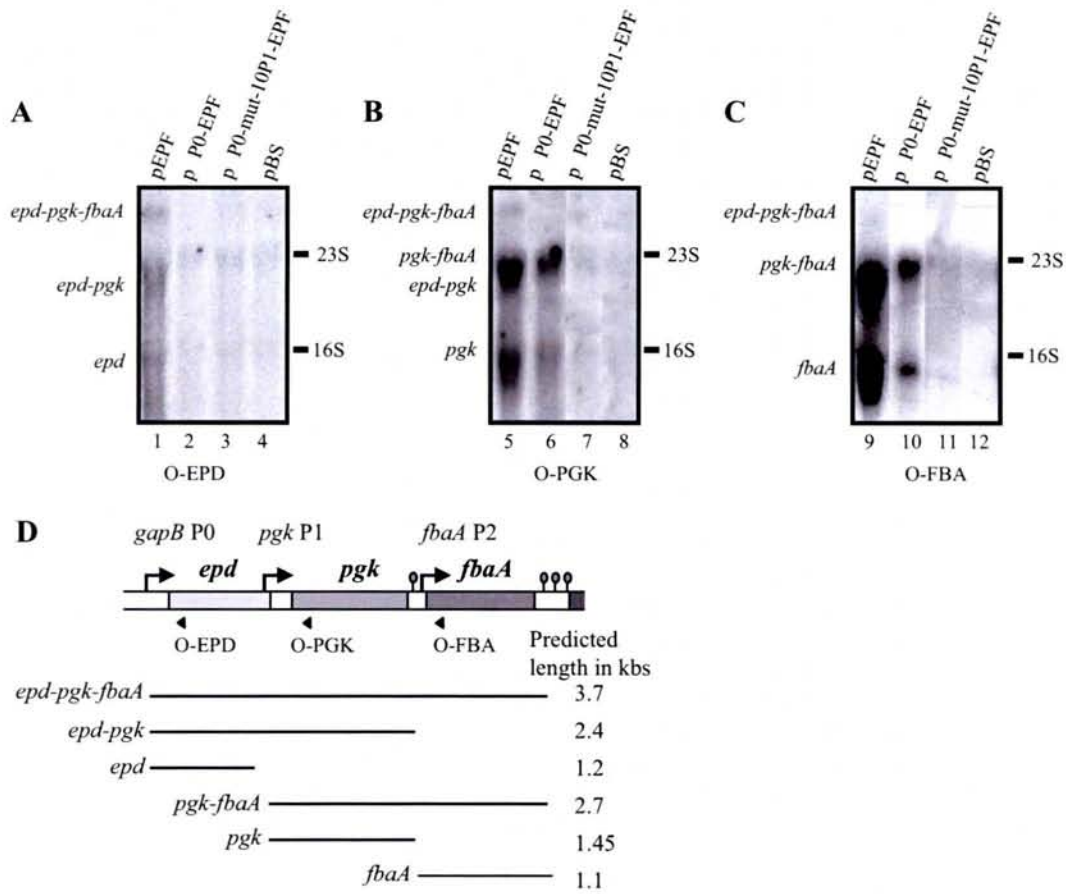 A
pEPF
p P0-EPF
p P0-mut-10P1-EPF
pBS
epd-pgk-fbaA
epd-pgk
epd
23S
16S
1 2 3 4
O-EPD
B
pEPF
p P0-EPF
p P0-mut-10P1-EPF
pBS
epd-pgk-fbaA
pgk-fbaA
epd-pgk
pgk
23S
16S
5 6 7 8
O-PGK
C
pEPF
p P0-EPF
p P0-mut-10P1-EPF
pBS
epd-pgk-fbaA
pgk-fbaA
fbaA
23S
16S
9 10 11 12
O-FBA
D
gapB P0 pgk P1 fbaA P2
epd pgk fbaA
O-EPD O-PGK O-FBA
Predicted
length in kbs
epd-pgk-fbaA 3.7
epd-pgk 2.4
epd 1.2
pgk-fbaA 2.7
pgk 1.45
fbaA 1.1